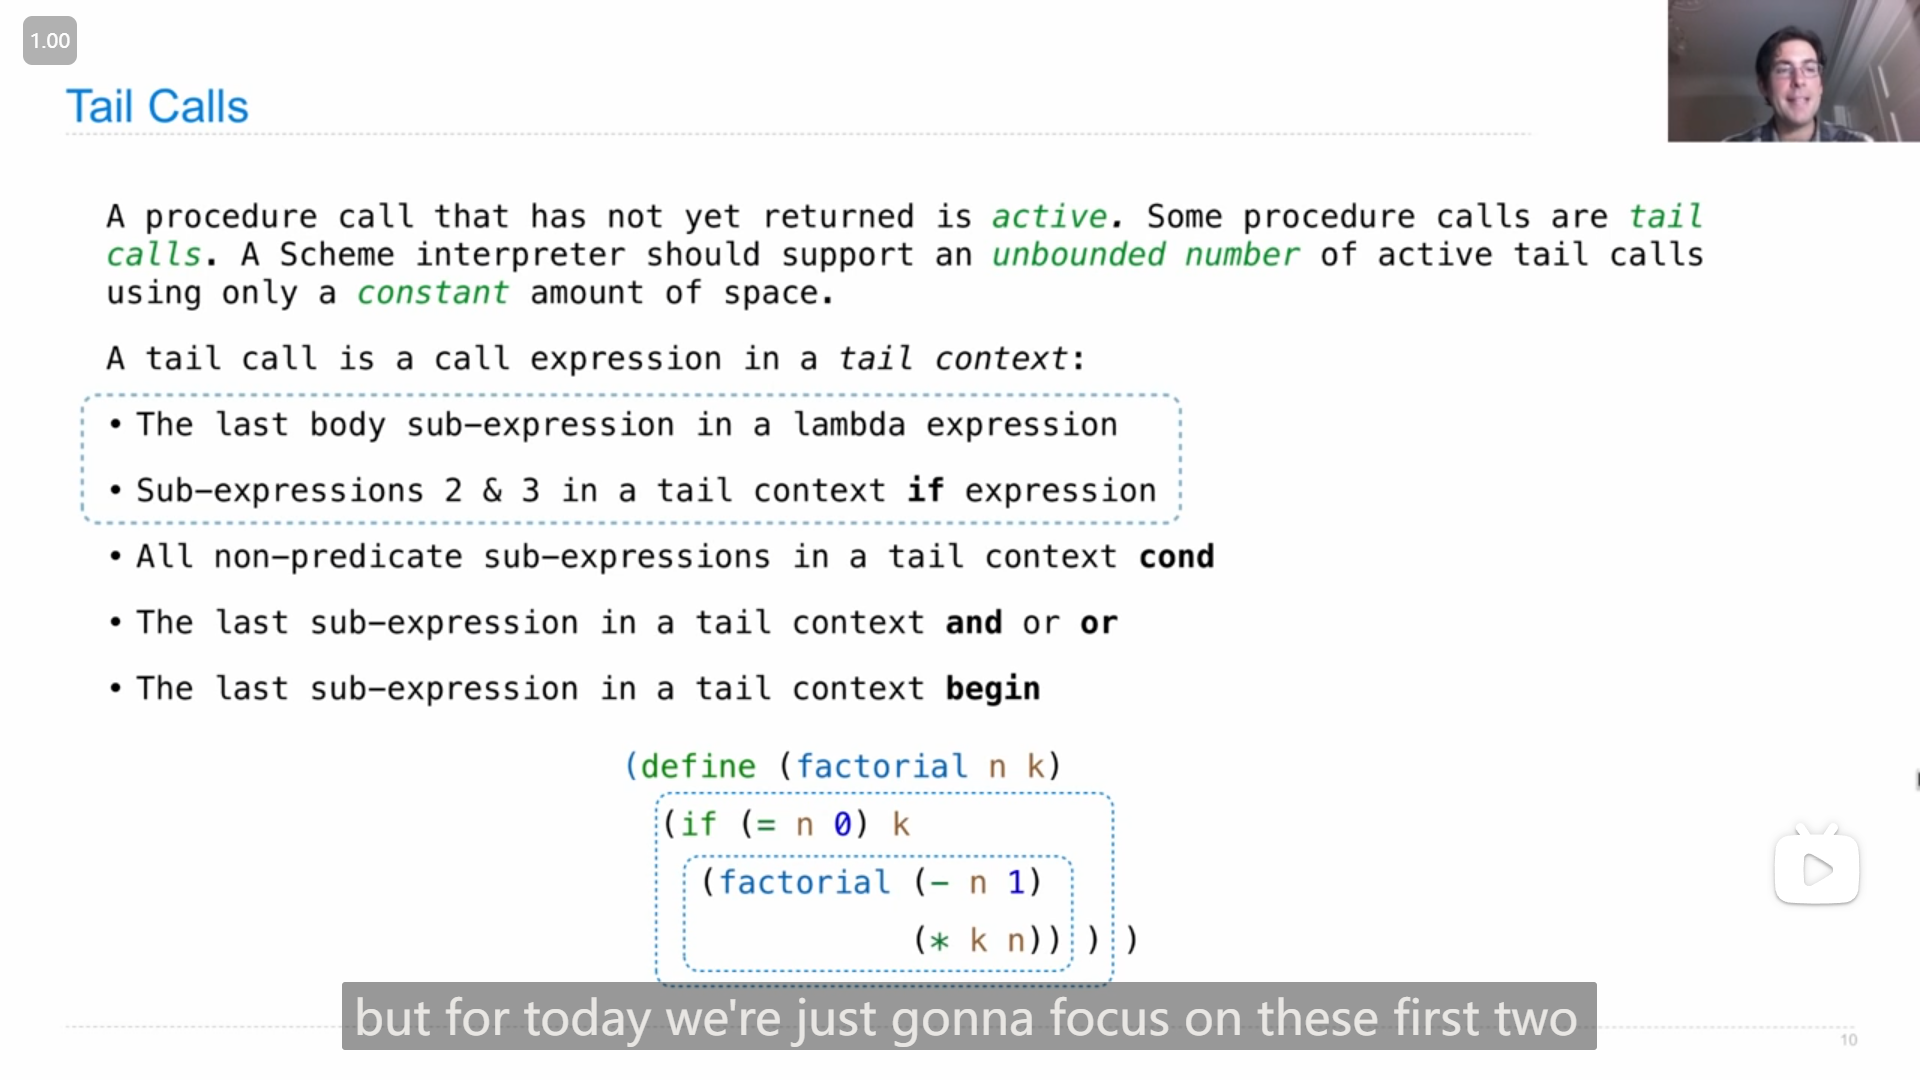 1.00
Tail Calls
A procedure call that has not yet returned is active. Some procedure calls are tail
calls. A Scheme interpreter should support an unbounded number of active tail calls
using only a constant amount of space.
A tail call is a call expression in a tail context:
• The last body sub-expression in a lambda expression
• Sub-expressions 2 & 3 in a tail context if expression
• All non-predicate sub-expressions in a tail context cond
• The last sub-expression in a tail context and or or
• The last sub-expression in a tail context begin
(define (factorial n k)
(if (= n 0) k
(factorial (- n 1)
(* k n)) ) )
but for today we're just gonna focus on these first two
10